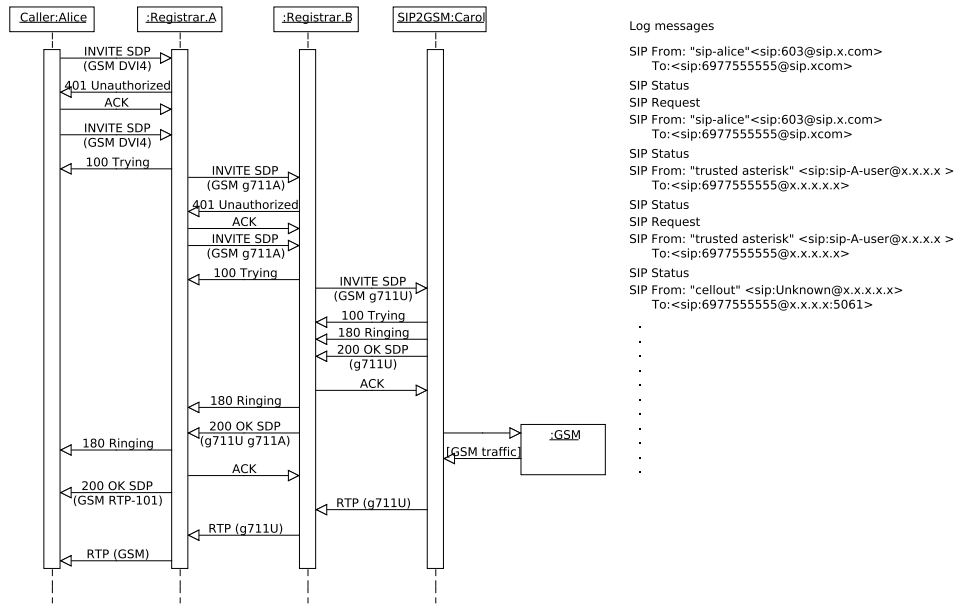 Caller:Alice
:Registrar.A
:Registrar.B
SIP2GSM:Carol
Log messages
INVITE SDP
(GSM DVI4)
SIP From: "sip-alice"<sip:603@sip.x.com>
To:<sip:6977555555@sip.xcom>
401 Unauthorized
SIP Status
ACK
SIP Request
INVITE SDP
(GSM DVI4)
SIP From: "sip-alice"<sip:603@sip.x.com>
To:<sip:6977555555@sip.xcom>
100 Trying
SIP Status
INVITE SDP
(GSM g711A)
SIP From: "trusted asterisk" <sip:sip-A-user@x.x.x.x >
To:<sip:6977555555@x.x.x.x.x>
401 Unauthorized
SIP Status
ACK
SIP Request
INVITE SDP
(GSM g711A)
SIP From: "trusted asterisk" <sip:sip-A-user@x.x.x.x >
To:<sip:6977555555@x.x.x.x.x>
100 Trying
SIP Status
INVITE SDP
(GSM g711U)
SIP From: "cellout" <sip:Unknown@x.x.x.x.x>
To:<sip:6977555555@x.x.x.x:5061>
100 Trying
180 Ringing
200 OK SDP
(g711U)
ACK
180 Ringing
200 OK SDP
(g711U g711A)
:GSM
180 Ringing
[GSM traffic]
ACK
200 OK SDP
(GSM RTP-101)
RTP (g711U)
RTP (g711U)
RTP (GSM)